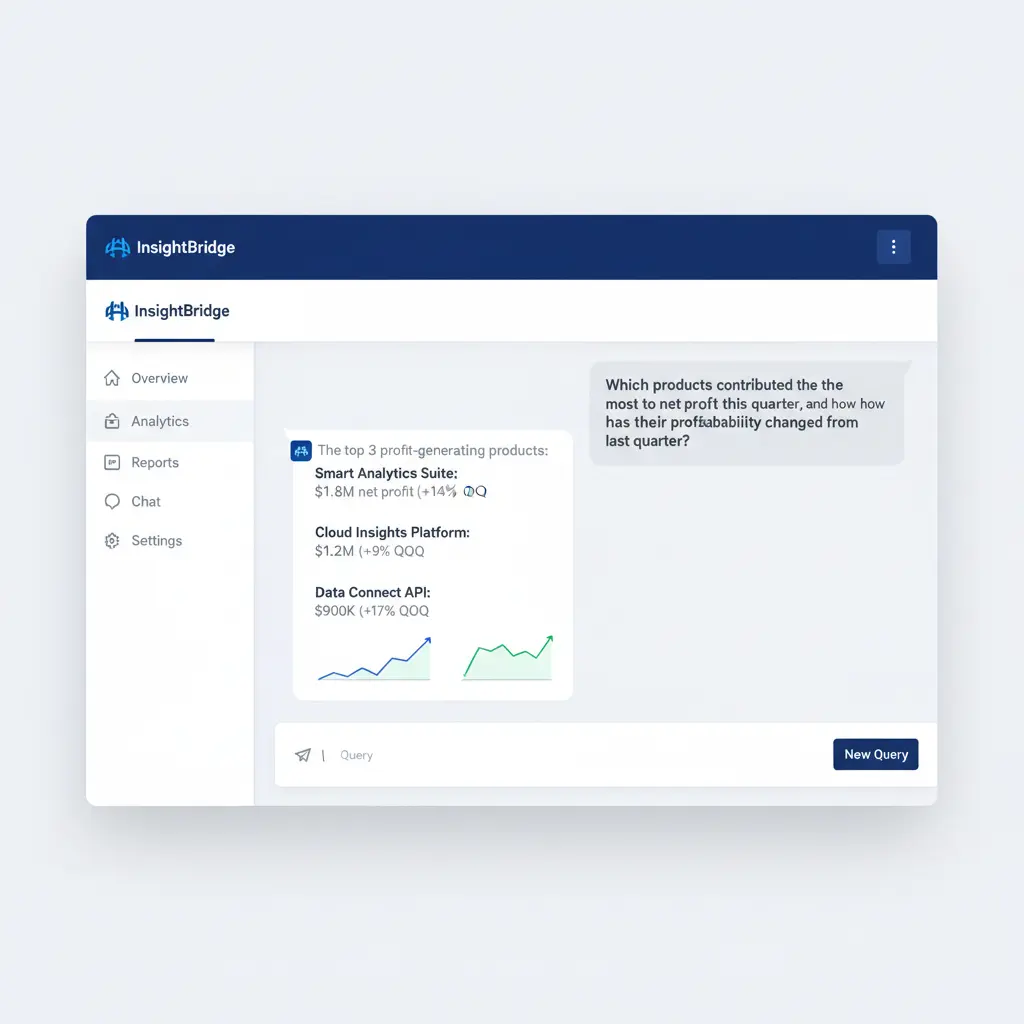 InsightBridge
InsightBridge
Overview
Analytics
Reports
Chat
Settings
Which products contributed the the
most to net proft this quarter, and how how
has their profiabability changed from
last quarter?
The top 3 profit-generating products:
Smart Analytics Suite:
$1.8M net profit (+14%
Cloud Insights Platform:
$1.2M (+9% QOQ
Data Connect API:
$900K (+17% QOQ
Query
New Query